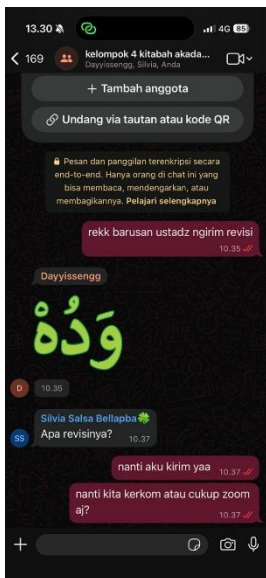 13.30
4G 85
169
kelompok 4 kitabah akada...
Dayyissengg, Silvia, Anda
+ Tambah anggota
Undang via tautan atau kode QR
Pesan dan panggilan terenkripsi secara
end-to-end. Hanya orang di chat ini yang
bisa membaca, mendengarkan, atau
membagikannya. Pelajari selengkapnya
rekk barusan ustadz ngirim revisi
10.35
Dayyissengg
وَدُهْ
D
10.35
Silvia Salsa Bellapba🍀
SS
Apa revisinya?
10.37
nanti aku kirim yaa
10.37
nanti kita kerkom atau cukup zoom
aj?
10.37